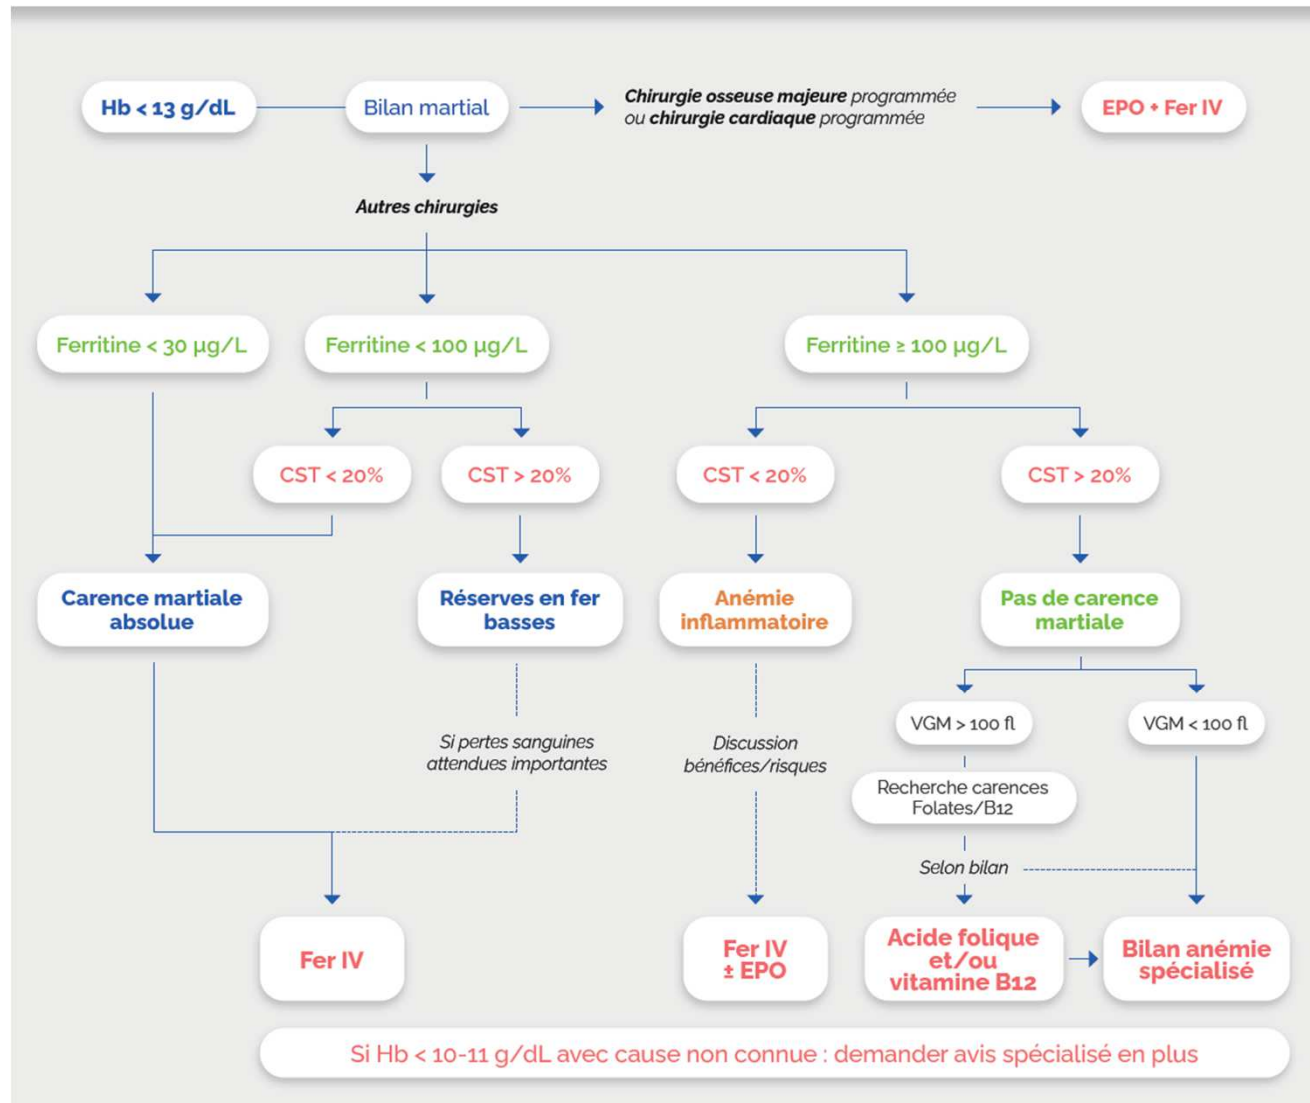 Hb < 13 g/dL
Bilan martial
Chirurgie osseuse majeure programmée
ou chirurgie cardiaque programmée
EPO + Fer IV
Autres chirurgies
Ferritine < 30 µg/L
Ferritine < 100 µg/L
Ferritine ≥ 100 µg/L
CST < 20%
CST > 20%
CST < 20%
CST > 20%
Carence martiale
absolue
Réserves en fer
basses
Anémie
inflammatoire
Pas de carence
martiale
VGM > 100 fl
VGM < 100 fl
Si pertes sanguines
attendues importantes
Discussion
bénéfices/risques
Recherche carences
Folates/B12
Selon bilan
Fer IV
Fer IV
± EPO
Acide folique
et/ou
vitamine B12
Bilan anémie
spécialisé
Si Hb < 10-11 g/dL avec cause non connue : demander avis spécialisé en plus